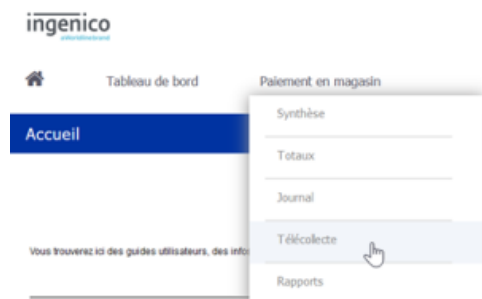 ingenico
Tableau de bord
Paiement en magasin
Accueil
Synthèse
Totaux
Journal
Télécollecte
Vous trouverez ici des guides utilisateurs, des info
Rapports